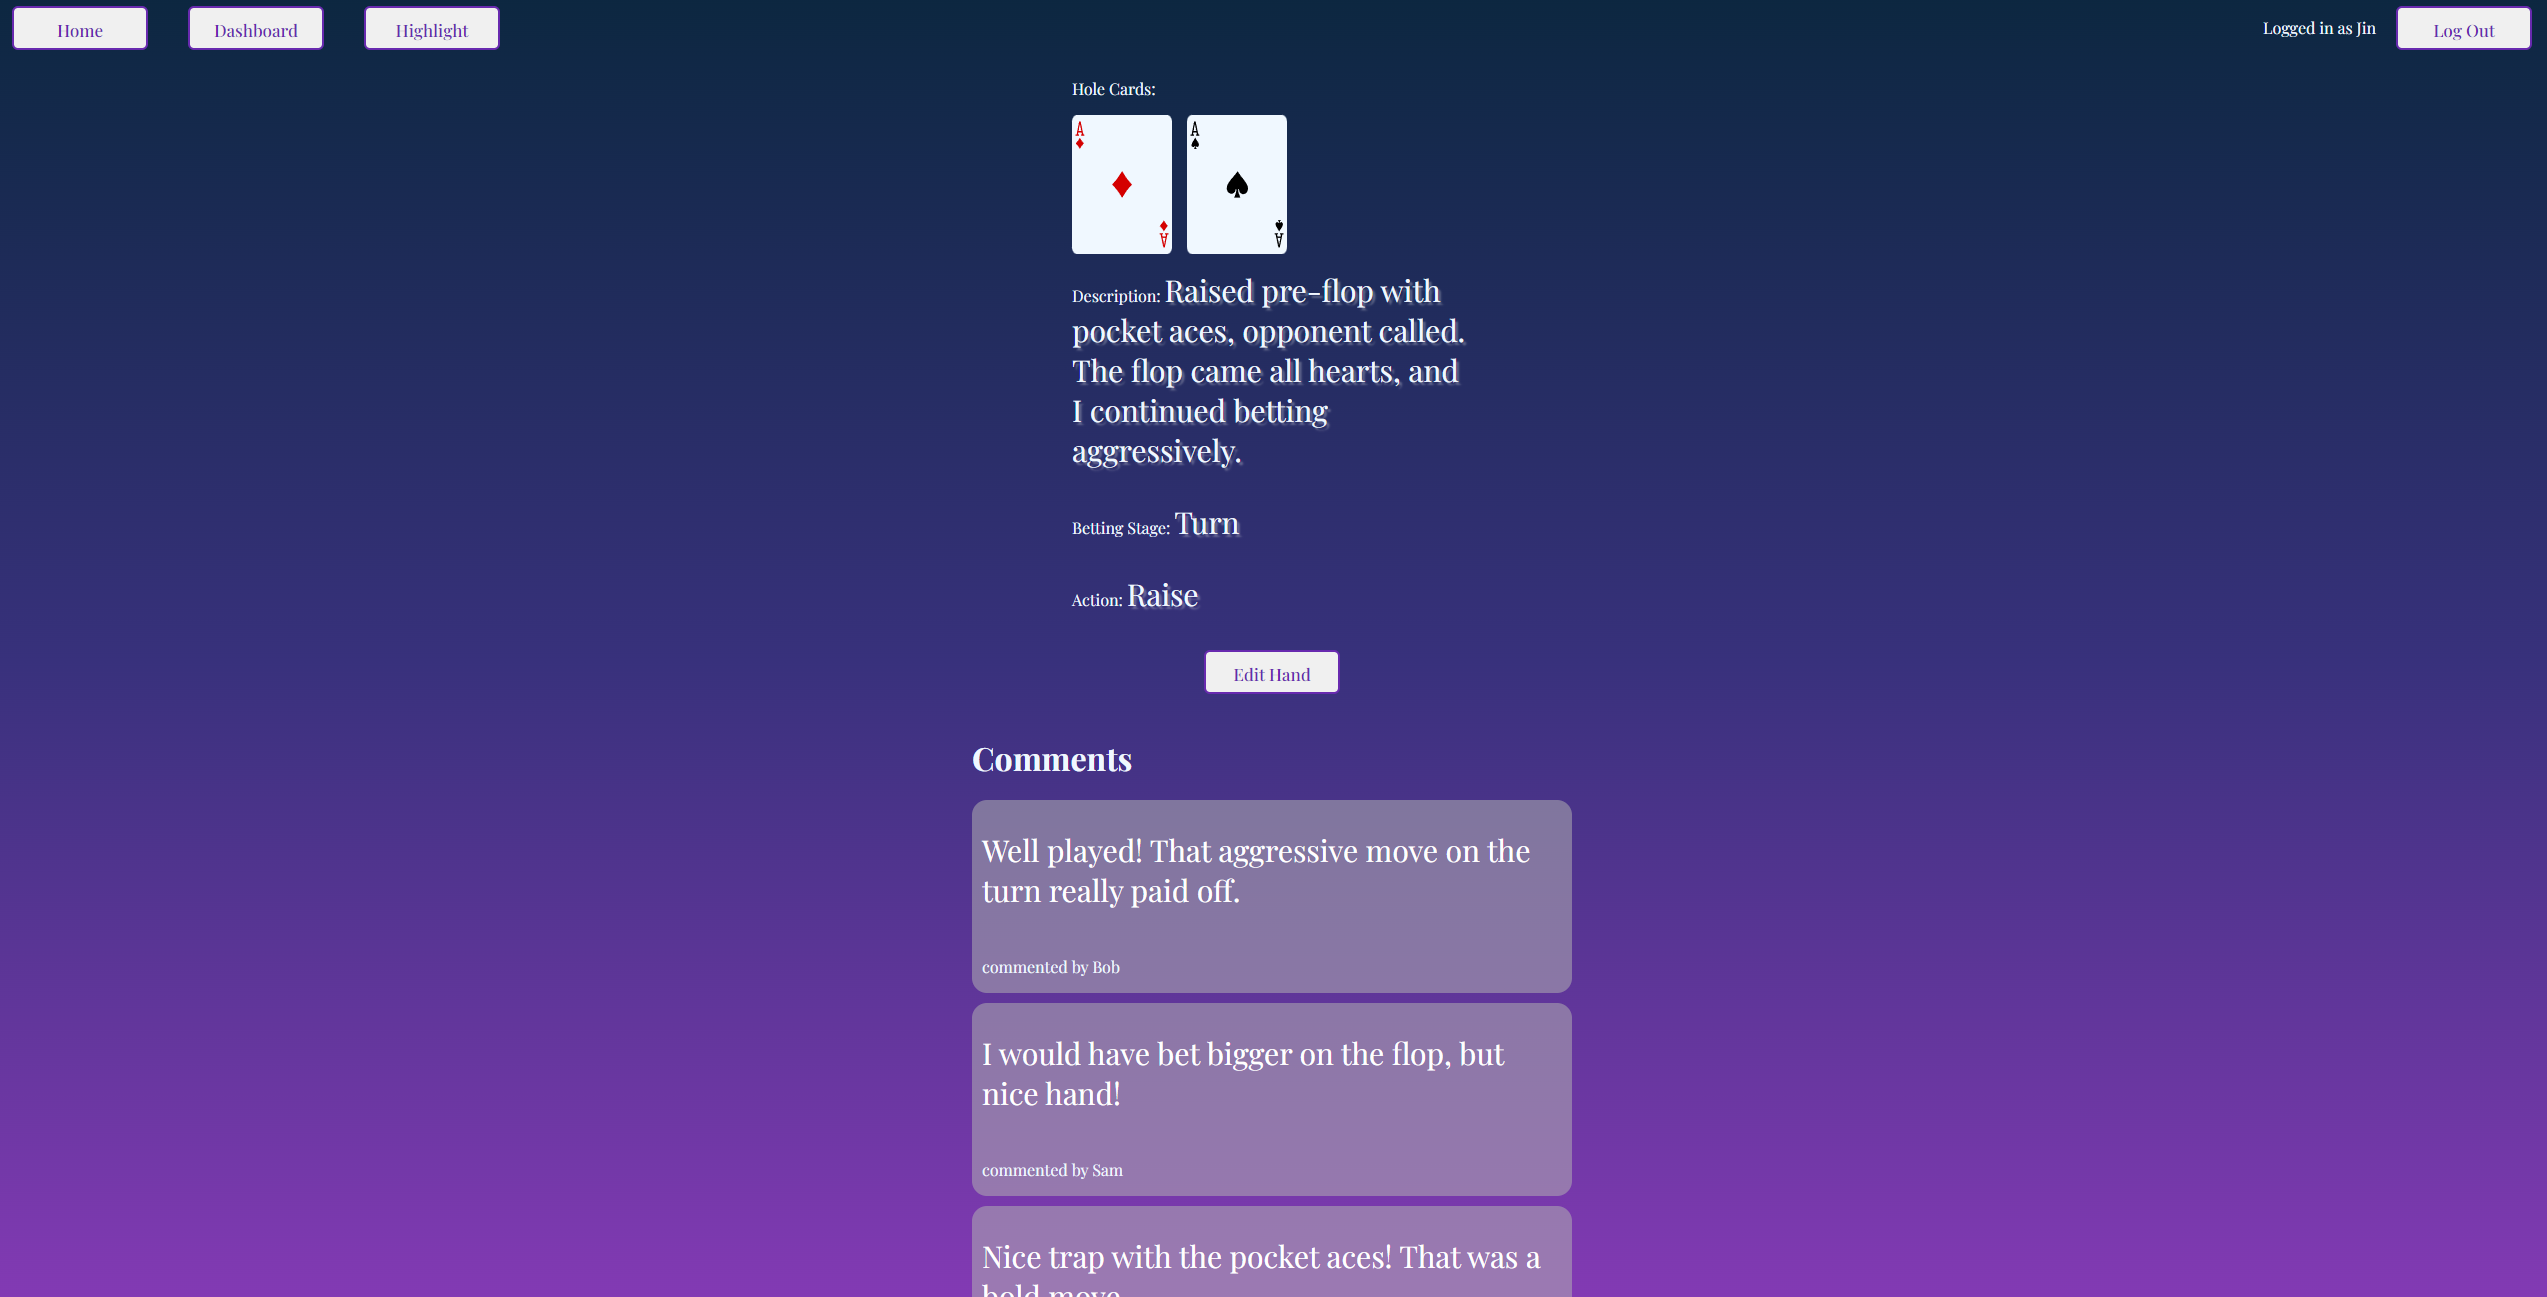 Home Dashboard Highlight Logged in as Jin Log Out
Hole Cards:
A A
A A
Description: Raised pre-flop with
pocket aces, opponent called.
The flop came all hearts, and
I continued betting
aggressively.
Betting Stage: Turn
Action: Raise
Edit Hand
Comments
Well played! That aggressive move on the
turn really paid off.
commented by Bob
I would have bet bigger on the flop, but
nice hand!
commented by Sam
Nice trap with the pocket aces! That was a
bold move